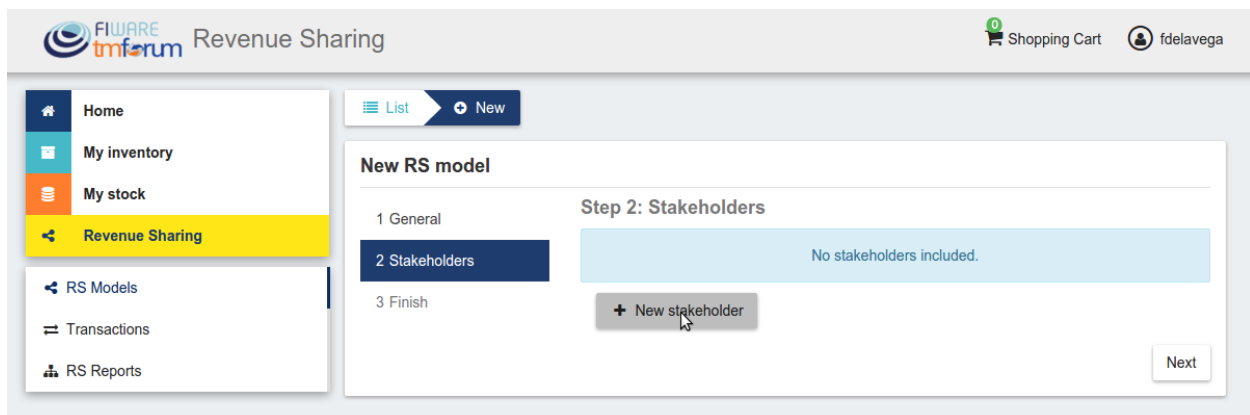 FIWARE
tmforum Revenue Sharing
0
Shopping Cart
fdelavega
Home
My inventory
My stock
Revenue Sharing
RS Models
Transactions
RS Reports
List
New
New RS model
1 General
2 Stakeholders
3 Finish
Step 2: Stakeholders
No stakeholders included.
New stakeholder
Next